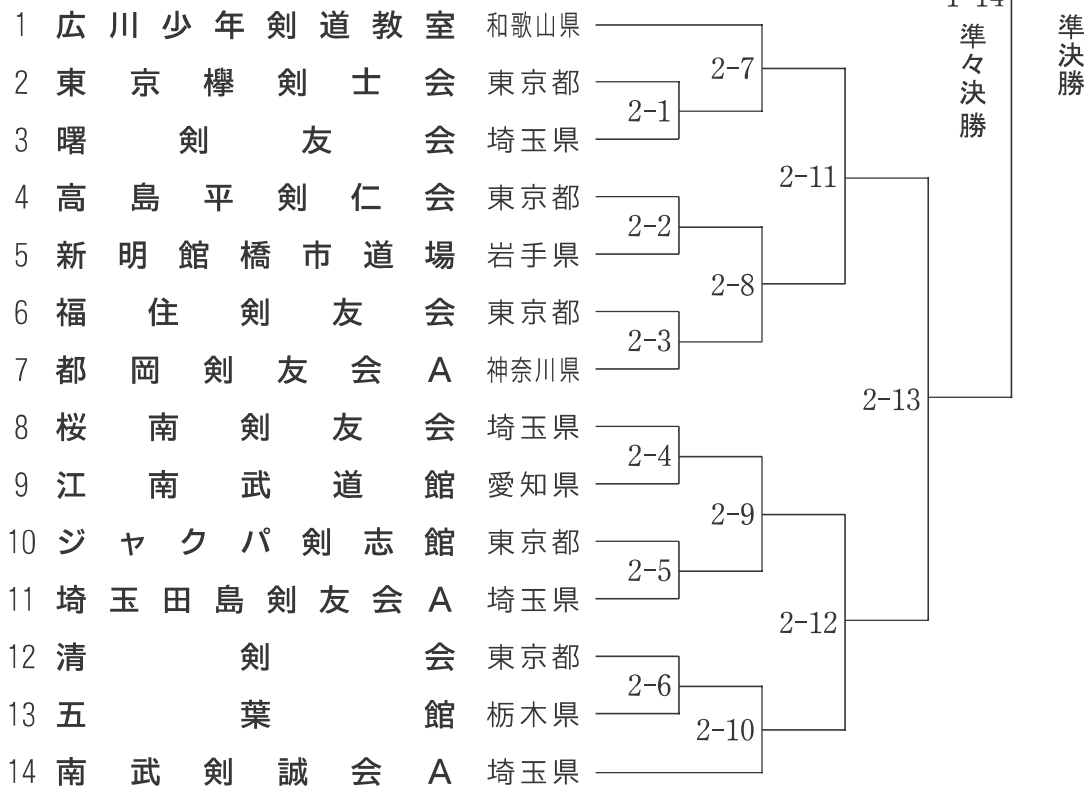 1 広川少年剣道教室 和歌山県
2 東京欅剣士会 東京都
3 曙剣友会 埼玉県
4 高島平剣仁会 東京都
5 新明館橋市道場 岩手県
6 福住剣友会 東京都
7 都岡剣友会A 神奈川県
8 桜南剣友会 埼玉県
9 江南武道館 愛知県
10 ジャクパ剣志館 東京都
11 埼玉田島剣友会A 埼玉県
12 清剣会 東京都
13 五葉館 栃木県
14 南武剣誠会A 埼玉県
2-1
2-2
2-3
2-4
2-5
2-6
2-7
2-8
2-9
2-10
2-11
2-12
2-13
準々決勝
準決勝